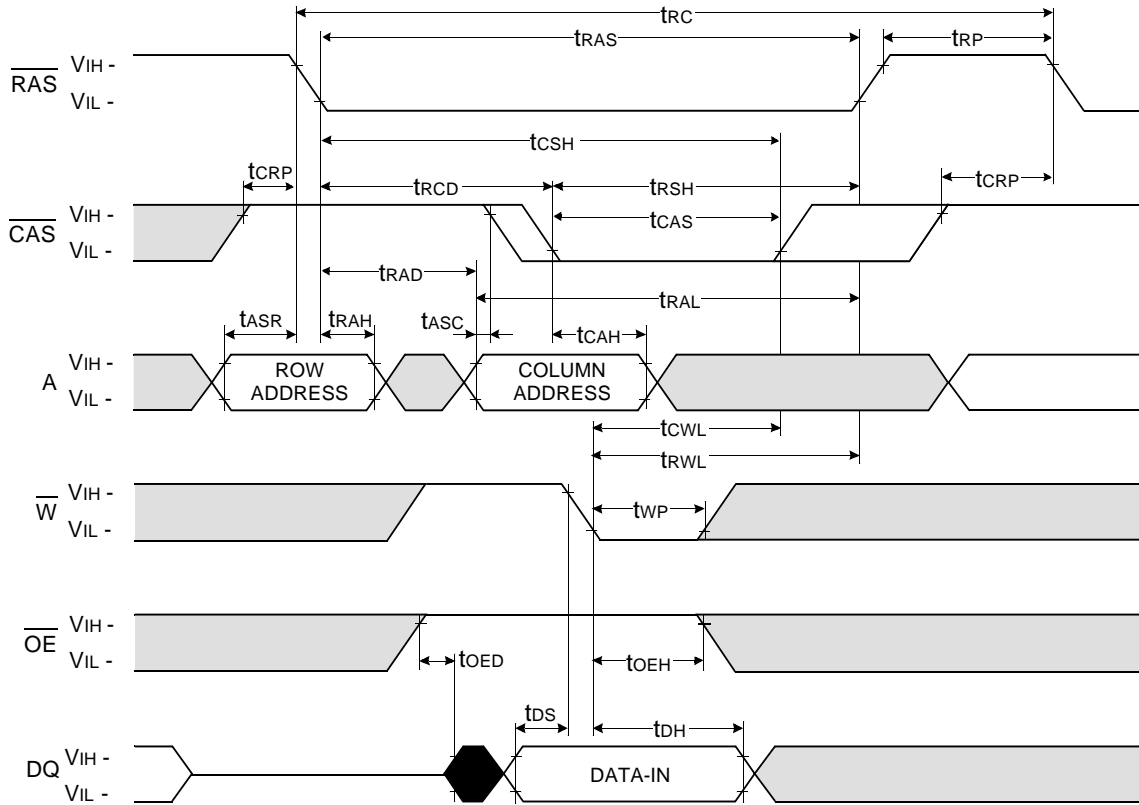 tRC
tRAS
tRP
RAS
VIH -
VIL -
tCSH
tCRP
tRCD
tRSH
tCRP
CAS
VIH -
VIL -
tCAS
tRAD
tRAL
tASR
tRAH
tASC
tCAH
A
VIH -
VIL -
ROW
ADDRESS
COLUMN
ADDRESS
tCWL
tRWL
W
VIH -
VIL -
tWP
OE
VIH -
VIL -
tOED
tOEH
tDS
tDH
DQ
VIH -
VIL -
DATA-IN